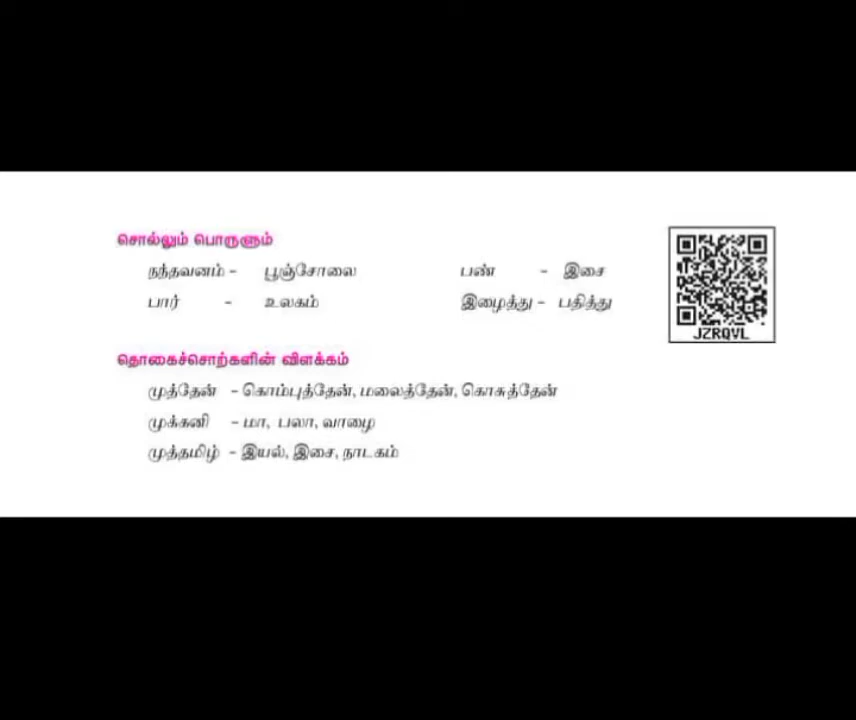 சொல்லும் பொருளும்
நந்தவனம் - பூஞ்சோலை பண் - இசை
பார் - உலகம் இழைத்து - பதித்து
JZRQVL
தொகைச்சொற்களின் விளக்கம்
முத்தேன் - கொம்புத்தேன், மலைத்தேன், கொசுத்தேன்
முக்கனி - மா, பலா, வாழை
முத்தமிழ் - இயல், இசை, நாடகம்